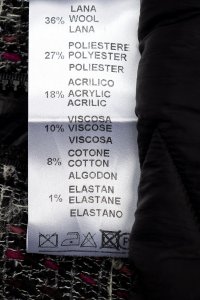 LANA
36% WOOL
LANA
POLIESTERE
27% POLYESTER
POLIESTER
ACRILICO
18% ACRYLIC
ACRILIC
VISCOSA
10% VISCOSE
VISCOSA
COTONE
8% COTTON
ALGODON
ELASTAN
1% ELASTANE
ELASTANO